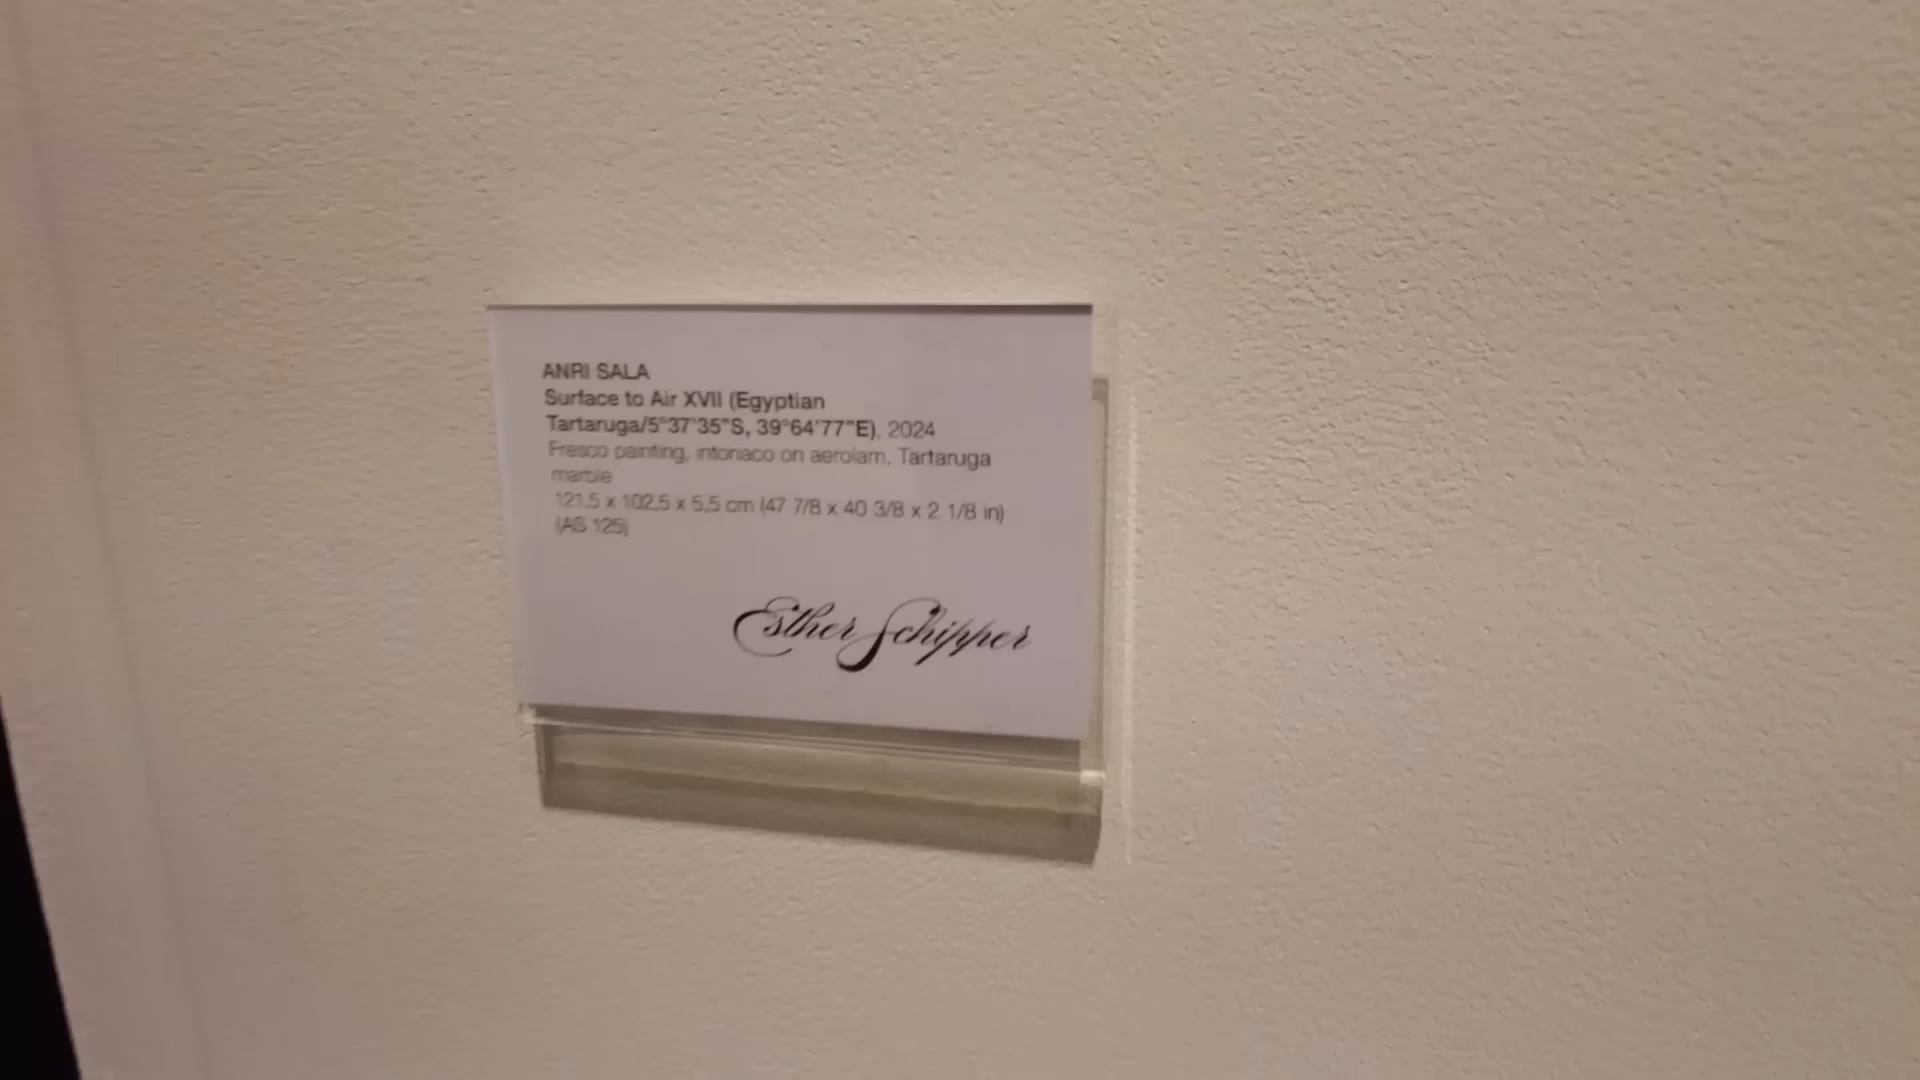 ANRI SALA
Surface to Air XVII (Egyptian
Tartaruga/5°37'35"S, 39°64'77"E), 2024
Fresco painting, intonaco on aerolam, Tartaruga
marble
121,5 x 102,5 x 5,5 cm (47 7/8 x 40 3/8 x 2 1/8 in)
(AS 125)
Esther Schipper